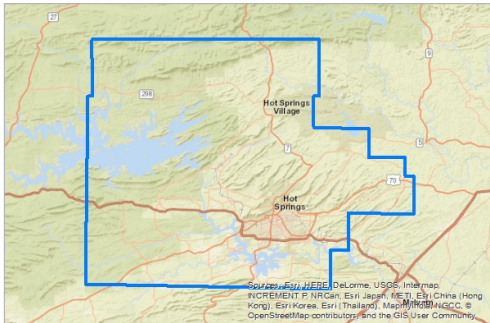 27
9
298
Hot Springs
Village
7
5
70
Hot
Springs
Malvern
Sources: Esri, HERE, DeLorme, USGS, Intermap,
INCREMENT P, NRCan, Esri Japan, METI, Esri China (Hong
Kong), Esri Korea, Esri (Thailand), MapmyIndia, NGCC, ©
OpenStreetMap contributors, and the GIS User Community